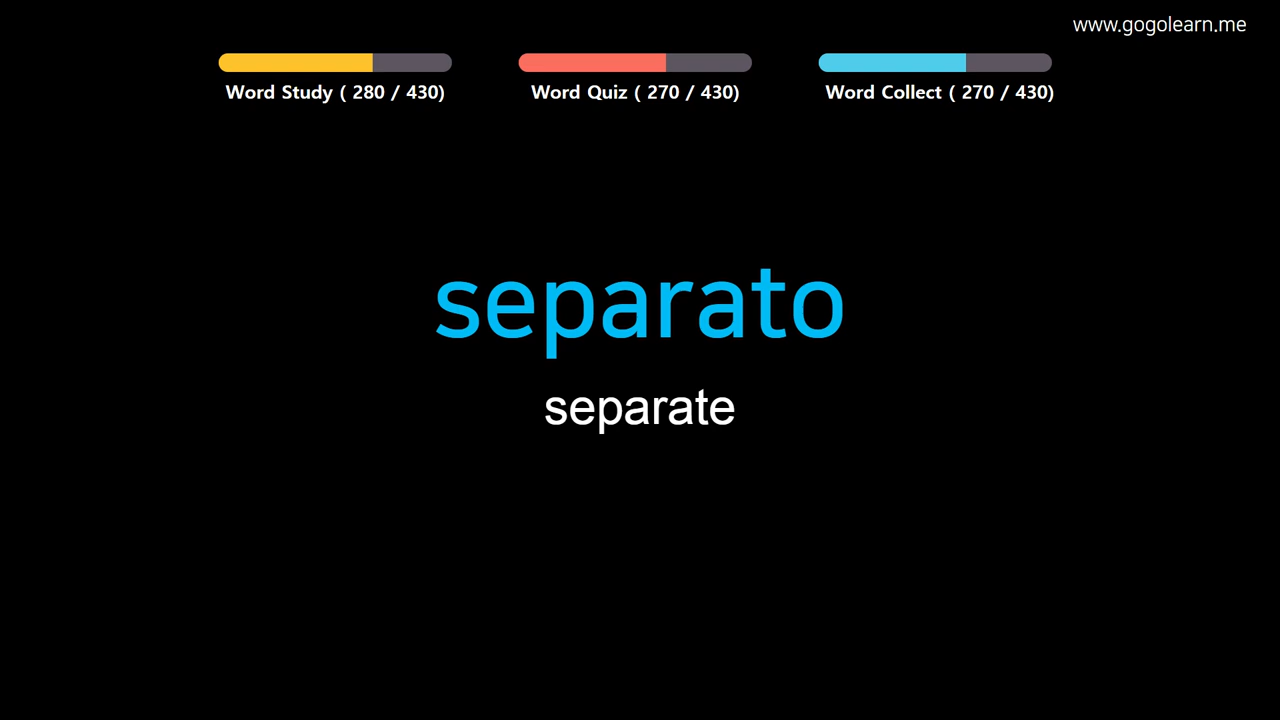 www.gogolearn.me
Word Study ( 280 / 430)
Word Quiz ( 270 / 430)
Word Collect ( 270 / 430)
separato
separate